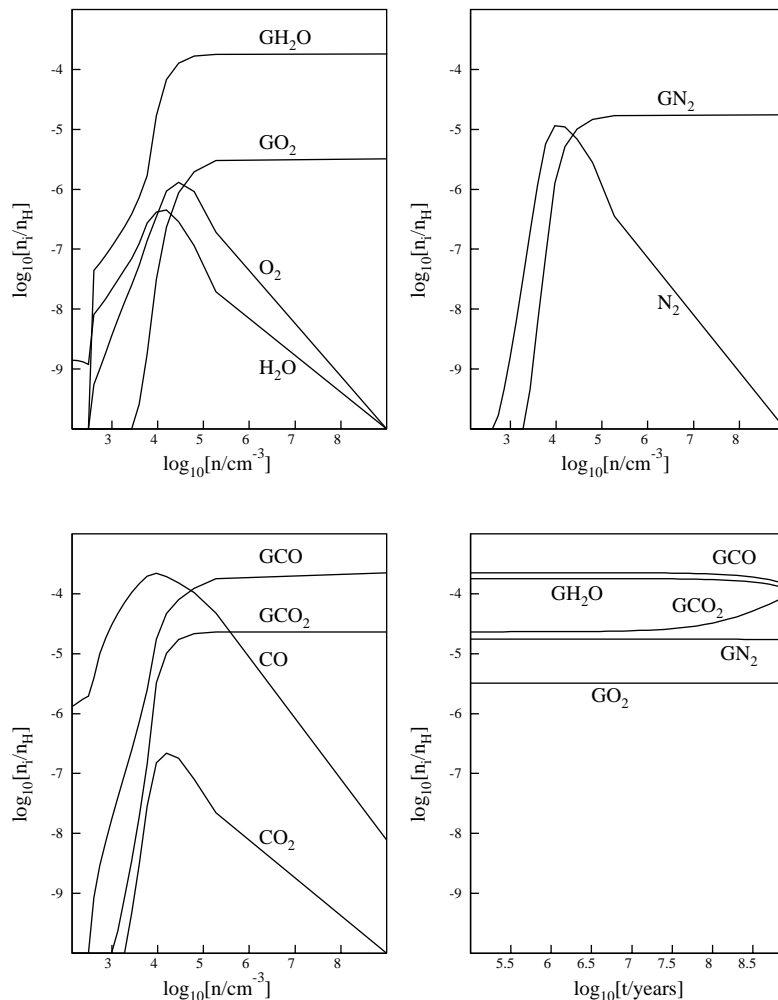 GH₂O
GO₂
O₂
H₂O
-4
-5
-6
-7
-8
-9
log₁₀[nᵢ/n_H]
3 4 5 6 7 8
log₁₀[n/cm⁻³]
GN₂
N₂
-4
-5
-6
-7
-8
-9
log₁₀[nᵢ/n_H]
3 4 5 6 7 8
log₁₀[n/cm⁻³]
GCO
GCO₂
CO
CO₂
-4
-5
-6
-7
-8
-9
log₁₀[nᵢ/n_H]
3 4 5 6 7 8
log₁₀[n/cm⁻³]
GCO
GH₂O
GCO₂
GN₂
GO₂
-4
-5
-6
-7
-8
-9
log₁₀[nᵢ/n_H]
5.5 6 6.5 7 7.5 8 8.5
log₁₀[t/years]